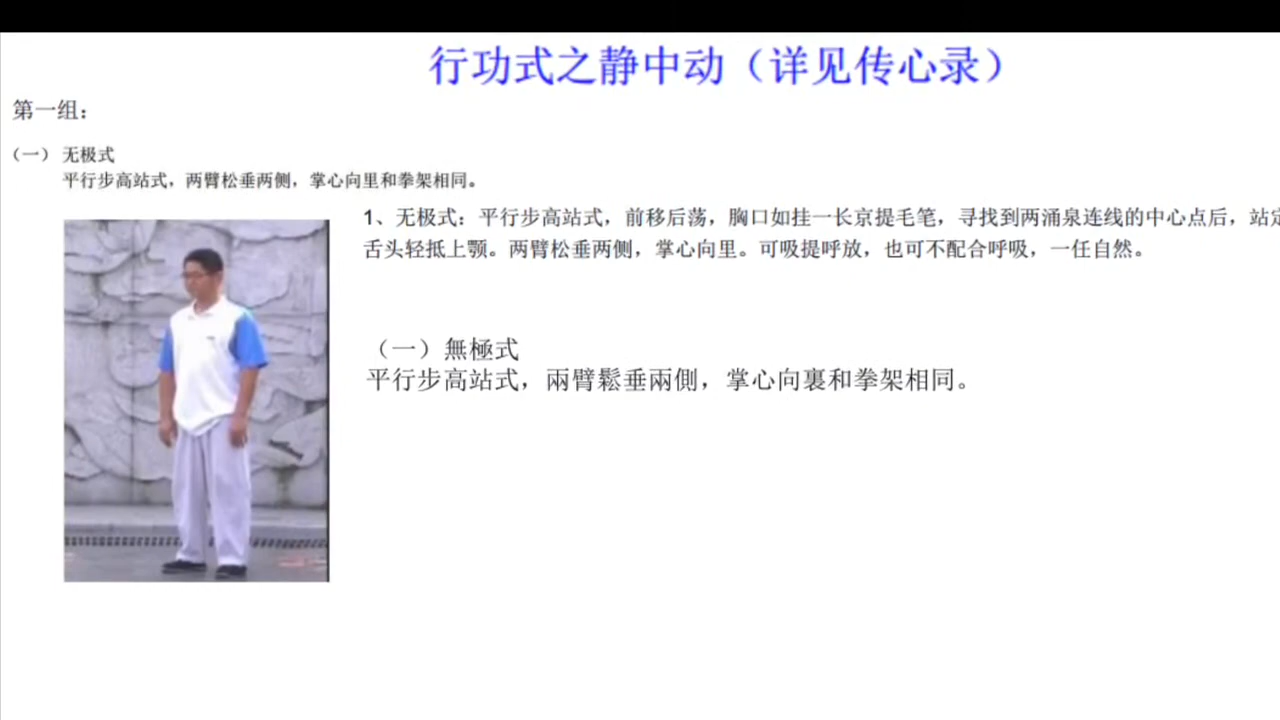 行功式之静中动（详见传心录）
第一组：
（一） 无极式
平行步高站式，两臂松垂两侧，掌心向里和拳架相同。
1、无极式：平行步高站式，前移后荡，胸口如挂一长京提毛笔，寻找到两涌泉连线的中心点后，站定
舌头轻抵上颚。两臂松垂两侧，掌心向里。可吸提呼放，也可不配合呼吸，一任自然。
（一）無極式
平行步高站式，兩臂鬆垂兩側，掌心向裏和拳架相同。